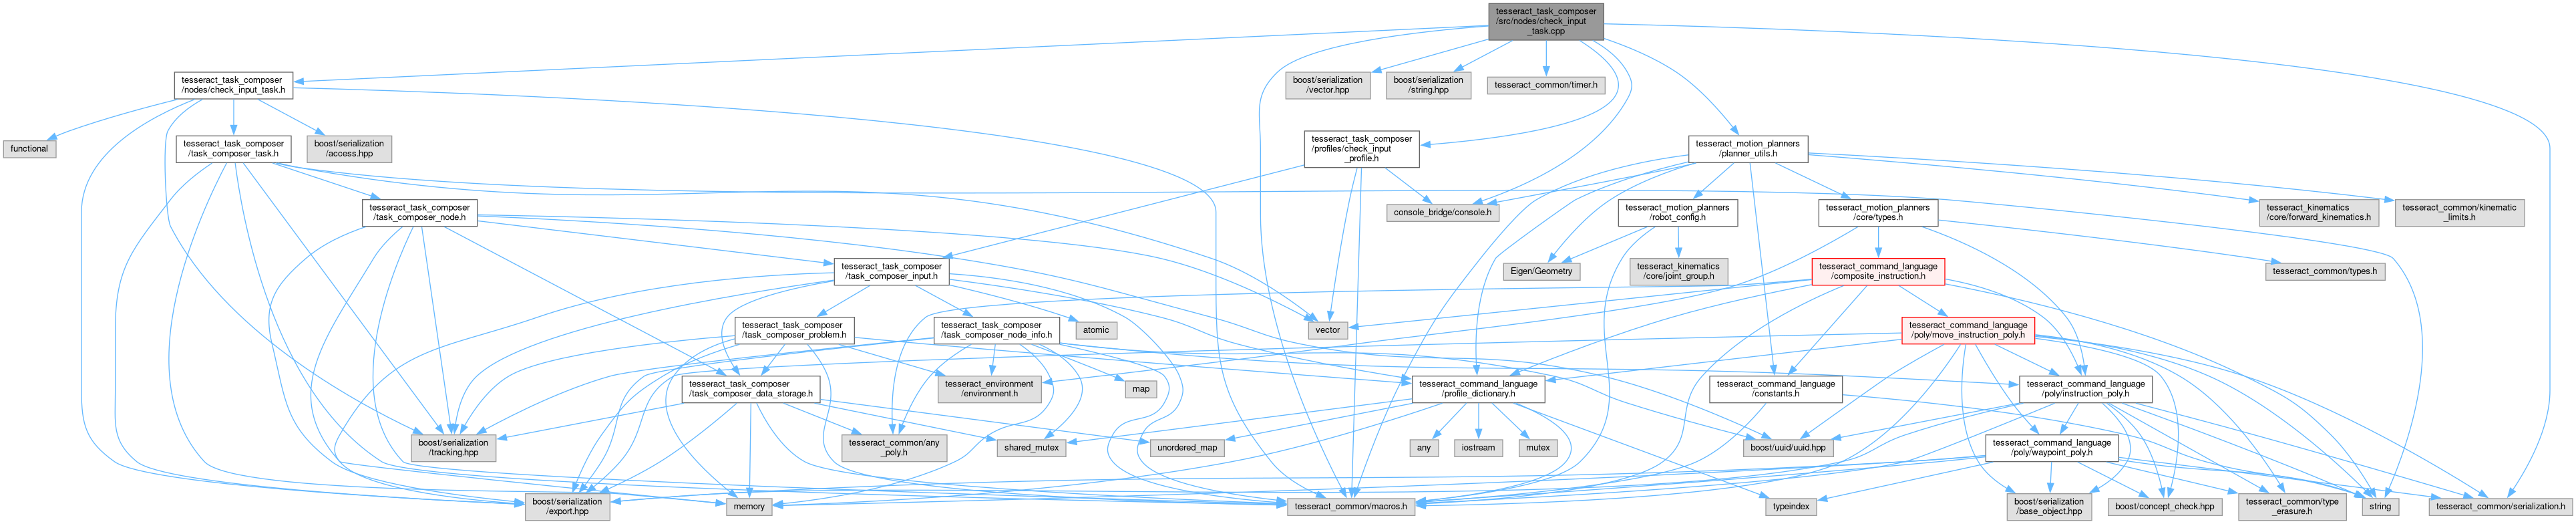 tesseract_task_composer
/src/nodes/check_input
_task.cpp
tesseract_task_composer
/nodes/check_input_task.h
boost/serialization
/vector.hpp
boost/serialization
/string.hpp
tesseract_common/timer.h
functional
tesseract_task_composer
/task_composer_task.h
boost/serialization
/access.hpp
tesseract_task_composer
/profiles/check_input
_profile.h
tesseract_motion_planners
/planner_utils.h
tesseract_task_composer
/task_composer_node.h
console_bridge/console.h
tesseract_motion_planners
/robot_config.h
tesseract_motion_planners
/core/types.h
tesseract_kinematics
/core/forward_kinematics.h
tesseract_common/kinematic
_limits.h
tesseract_task_composer
/task_composer_input.h
Eigen/Geometry
tesseract_kinematics
/core/joint_group.h
tesseract_command_language
/composite_instruction.h
tesseract_common/types.h
tesseract_task_composer
/task_composer_problem.h
tesseract_task_composer
/task_composer_node_info.h
atomic
vector
tesseract_command_language
/poly/move_instruction_poly.h
tesseract_task_composer
/task_composer_data_storage.h
tesseract_environment
/environment.h
map
tesseract_command_language
/profile_dictionary.h
tesseract_command_language
/constants.h
tesseract_command_language
/poly/instruction_poly.h
boost/serialization
/tracking.hpp
tesseract_common/any
_poly.h
shared_mutex
unordered_map
any
iostream
mutex
boost/uuid/uuid.hpp
tesseract_command_language
/poly/waypoint_poly.h
boost/serialization
/export.hpp
memory
tesseract_common/macros.h
typeindex
boost/serialization
/base_object.hpp
boost/concept_check.hpp
tesseract_common/type
_erasure.h
string
tesseract_common/serialization.h